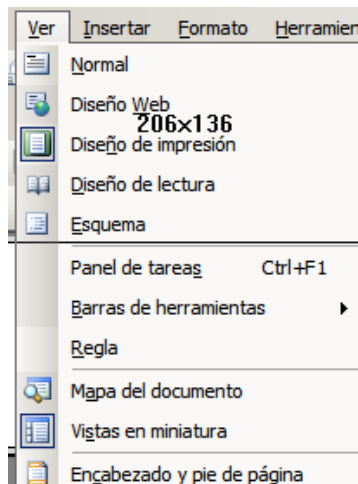 Ver Insertar Formato Herramien
Normal
Diseño Web
206x136
Diseño de impresión
Diseño de lectura
Esquema
Panel de tareas Ctrl+F1
Barras de herramientas
Regla
Mapa del documento
Vistas en miniatura
Encabezado y pie de página